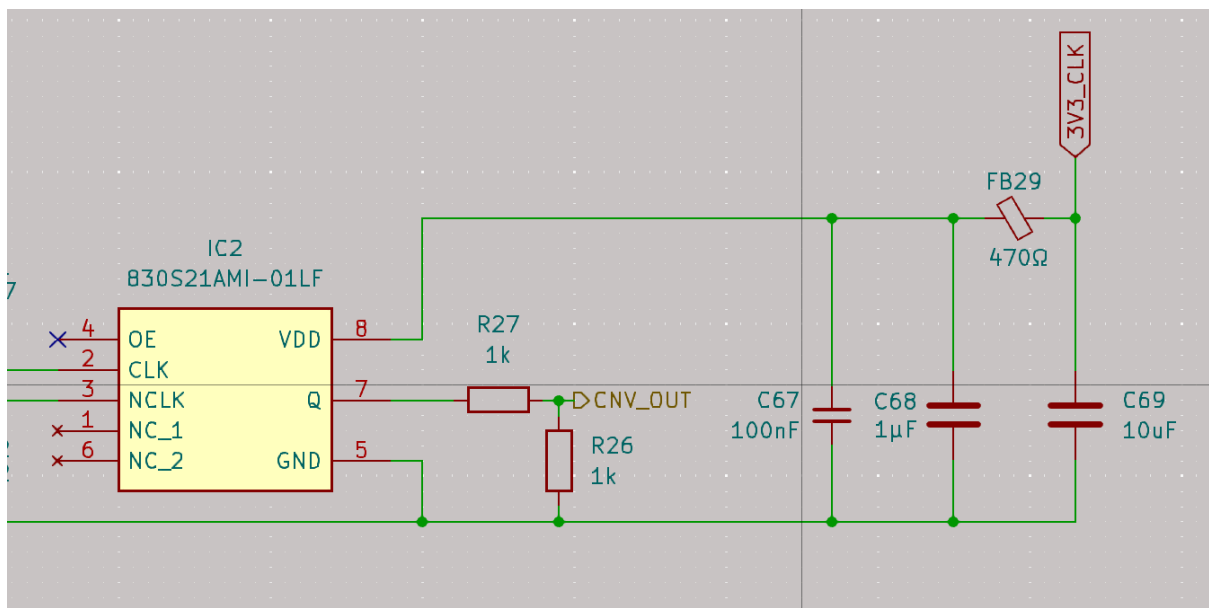 3V3_CLK
FB29
470Ω
IC2
830S21AMI-01LF
7
4 OE VDD 8
2 CLK
3 NCLK Q 7
1 NC_1
6 NC_2 GND 5
R27
1k
CNV_OUT
R26
1k
C67
100nF
C68
1µF
C69
10uF